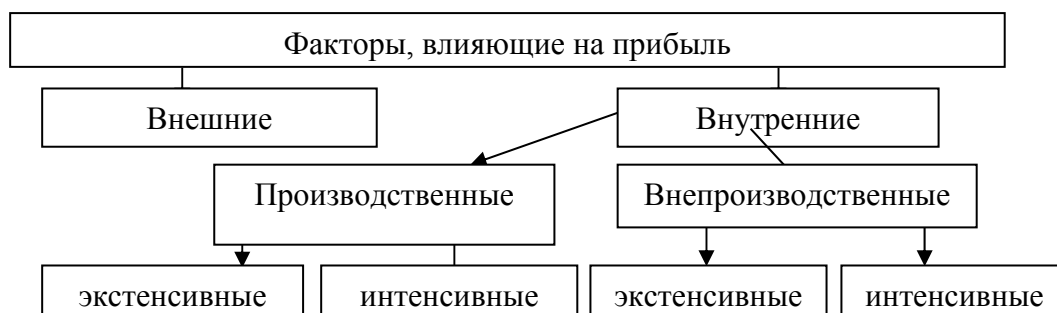 Факторы, влияющие на прибыль
Внешние
Внутренние
Производственные
Внепроизводственные
экстенсивные
интенсивные
экстенсивные
интенсивные